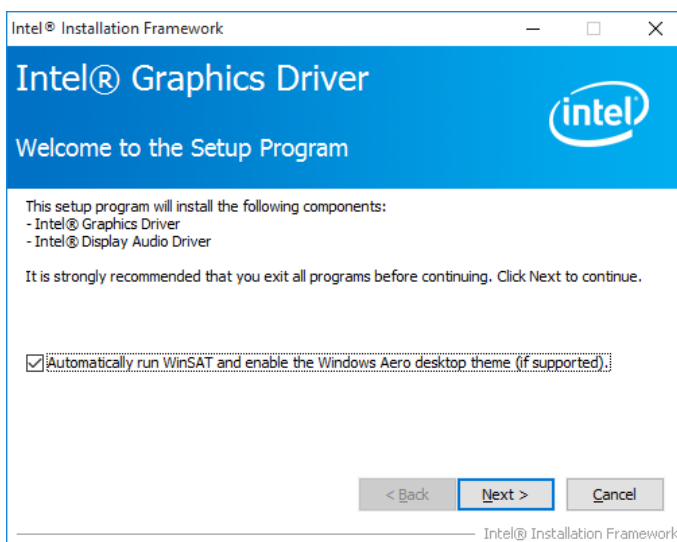 Intel® Installation Framework
Intel® Graphics Driver
intel
Welcome to the Setup Program
This setup program will install the following components:
- Intel® Graphics Driver
- Intel® Display Audio Driver
It is strongly recommended that you exit all programs before continuing. Click Next to continue.
Automatically run WinSAT and enable the Windows Aero desktop theme (if supported).
< Back Next > Cancel
Intel® Installation Framework